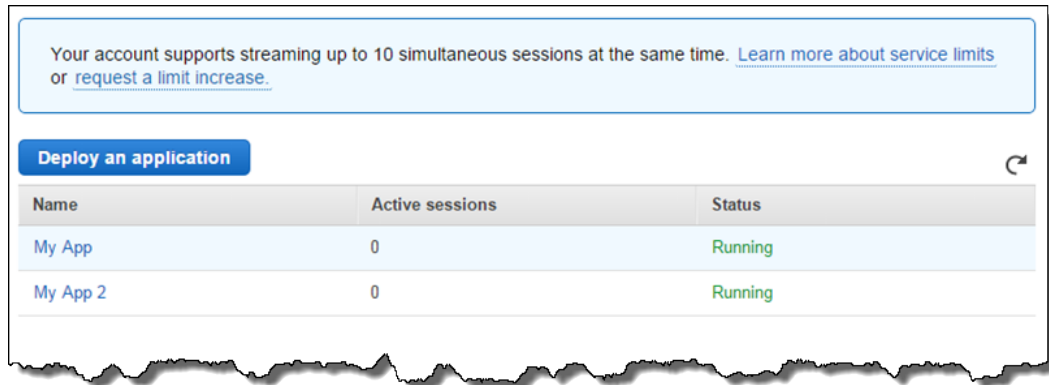 Your account supports streaming up to 10 simultaneous sessions at the same time. Learn more about service limits
or request a limit increase.
Deploy an application
Name Active sessions Status
My App 0 Running
My App 2 0 Running